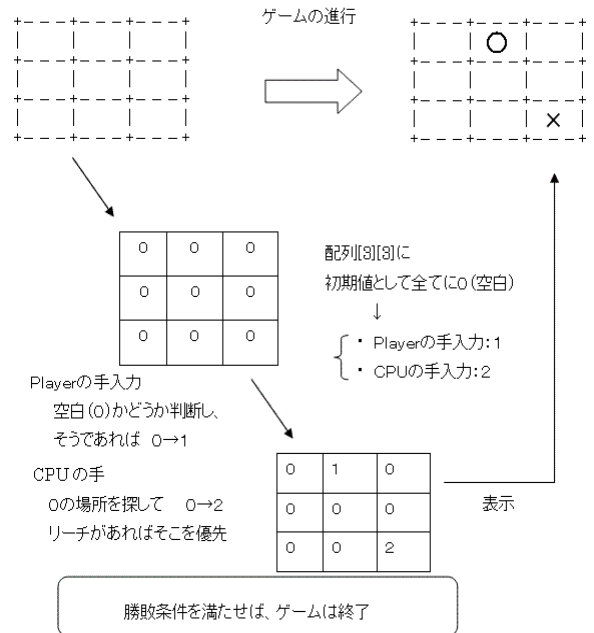 ゲームの進行
○
×
0 0 0
0 0 0
0 0 0
配列[3][3]に
初期値として全てに0(空白)
↓
・ Playerの手入力:1
・ CPUの手入力:2
Playerの手入力
空白(0)かどうか判断し、
そうであれば 0→1
CPUの手
0の場所を探して 0→2
リーチがあればそこを優先
0 1 0
0 0 0
0 0 2
表示
勝敗条件を満たせば、ゲームは終了